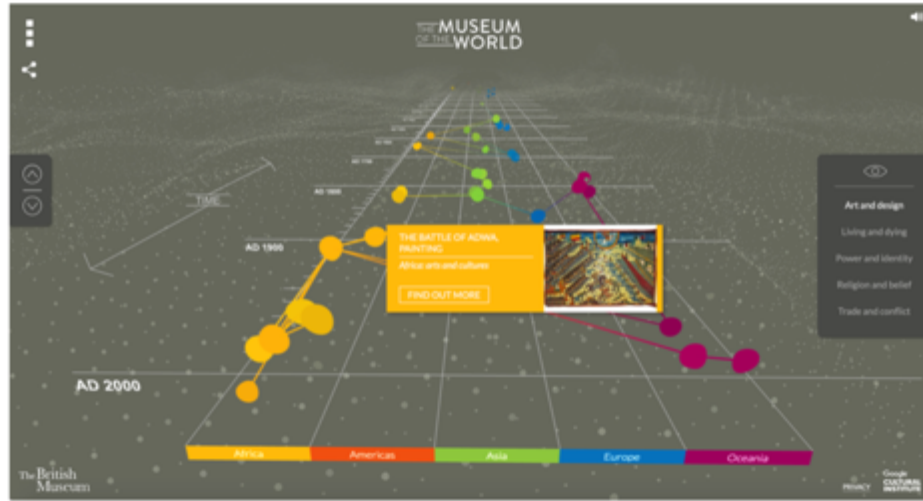 THE MUSEUM
OF THE WORLD
TIME
AD 1800
AD 1900
THE BATTLE OF ADWA,
PAINTING
Africa: arts and cultures
FIND OUT MORE
Art and design
Living and dying
Power and identity
Religion and belief
Trade and conflict
AD 2000
Africa
Americas
Asia
Europe
Oceania
The British
Museum
PRIVACY
Google
CULTURAL
INSTITUTE